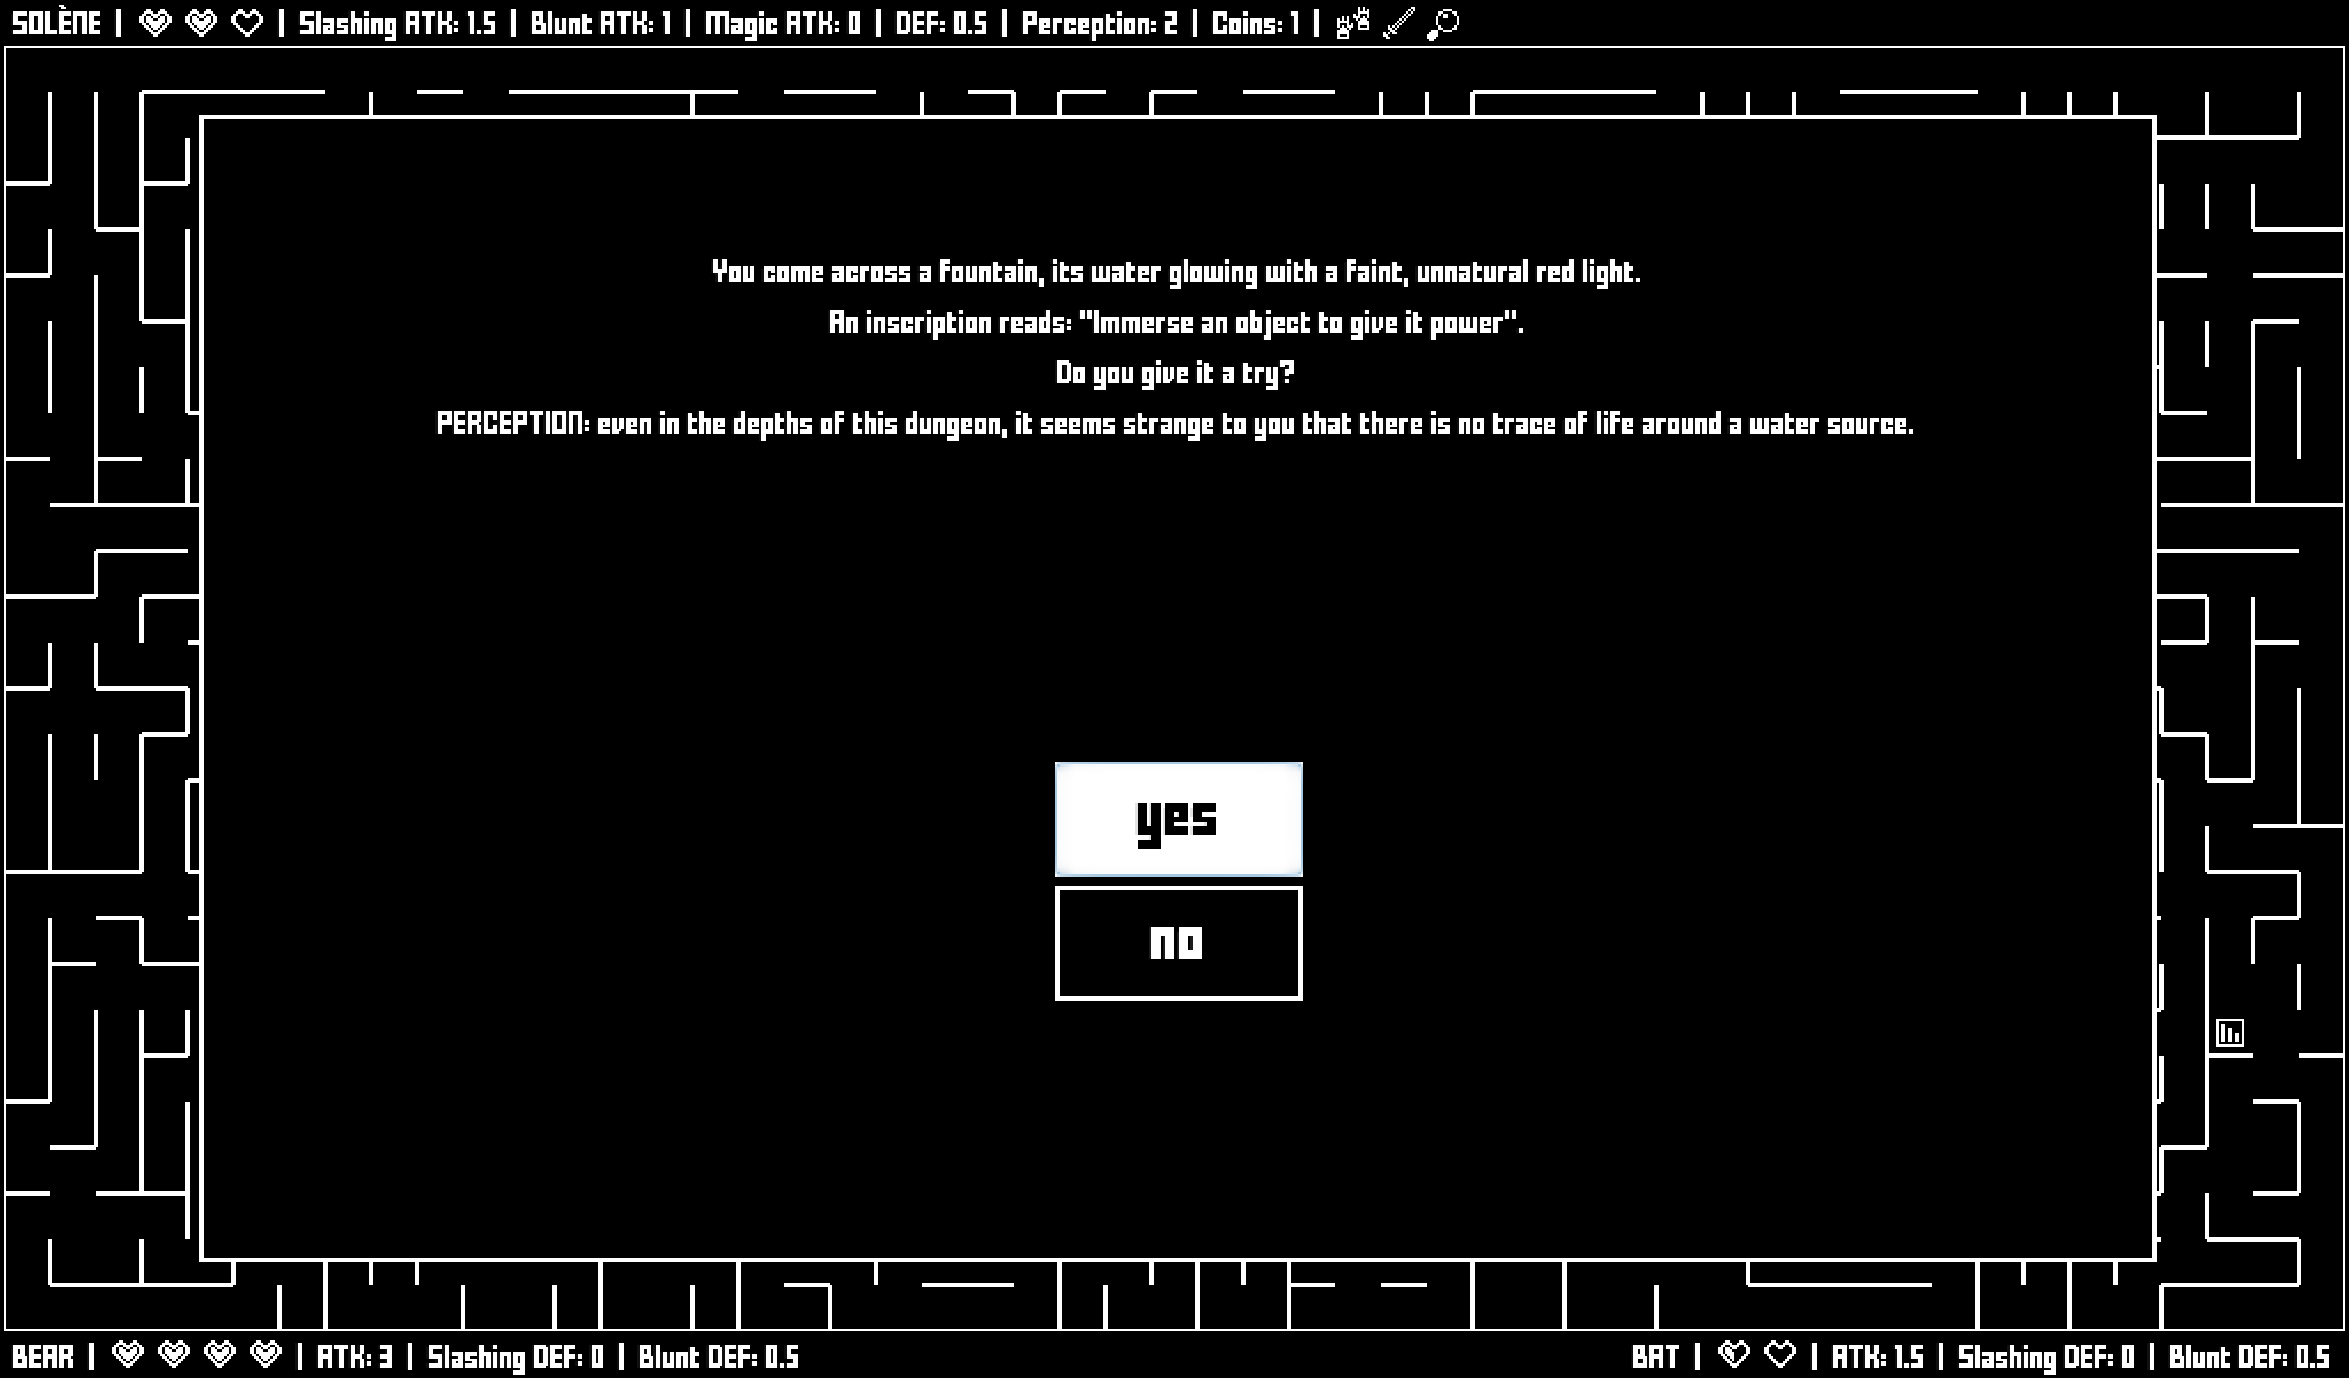 SOLÈNE | | Slashing ATK: 1.5 | Blunt ATK: 1 | Magic ATK: 0 | DEF: 0.5 | Perception: 2 | Coins: 1 |
You come across a fountain, its water glowing with a faint, unnatural red light.
An inscription reads: "Immerse an object to give it power".
Do you give it a try?
PERCEPTION: even in the depths of this dungeon, it seems strange to you that there is no trace of life around a water source.
yes
no
BEAR | | ATK: 3 | Slashing DEF: 0 | Blunt DEF: 0.5
BAT | | ATK: 1.5 | Slashing DEF: 0 | Blunt DEF: 0.5